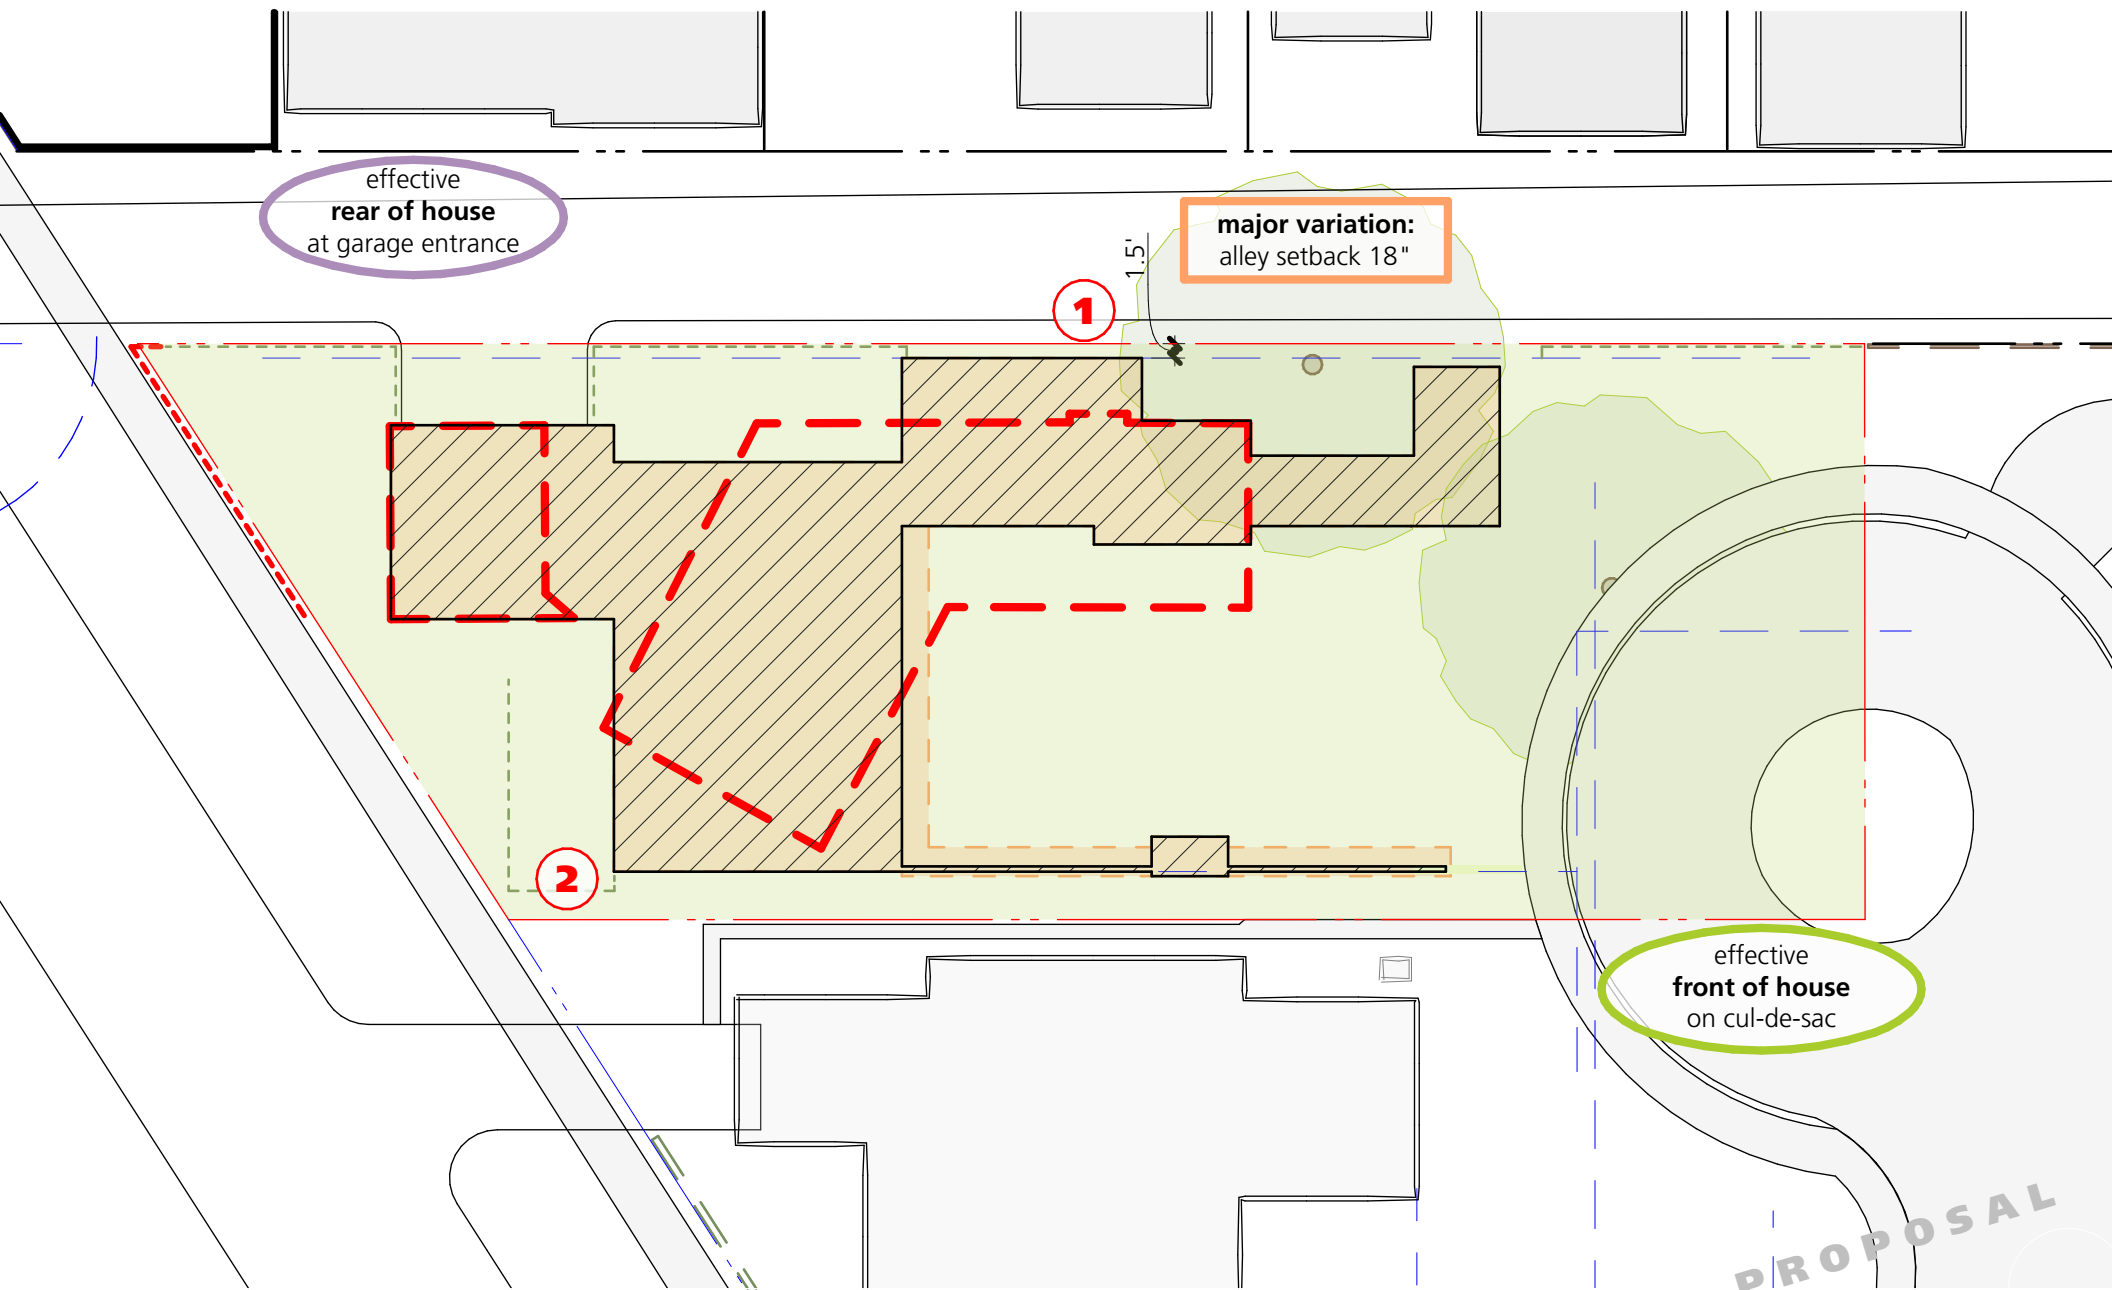 effective
rear of house
at garage entrance
major variation:
alley setback 18"
1.5'
1
2
effective
front of house
on cul-de-sac
PROPOSAL